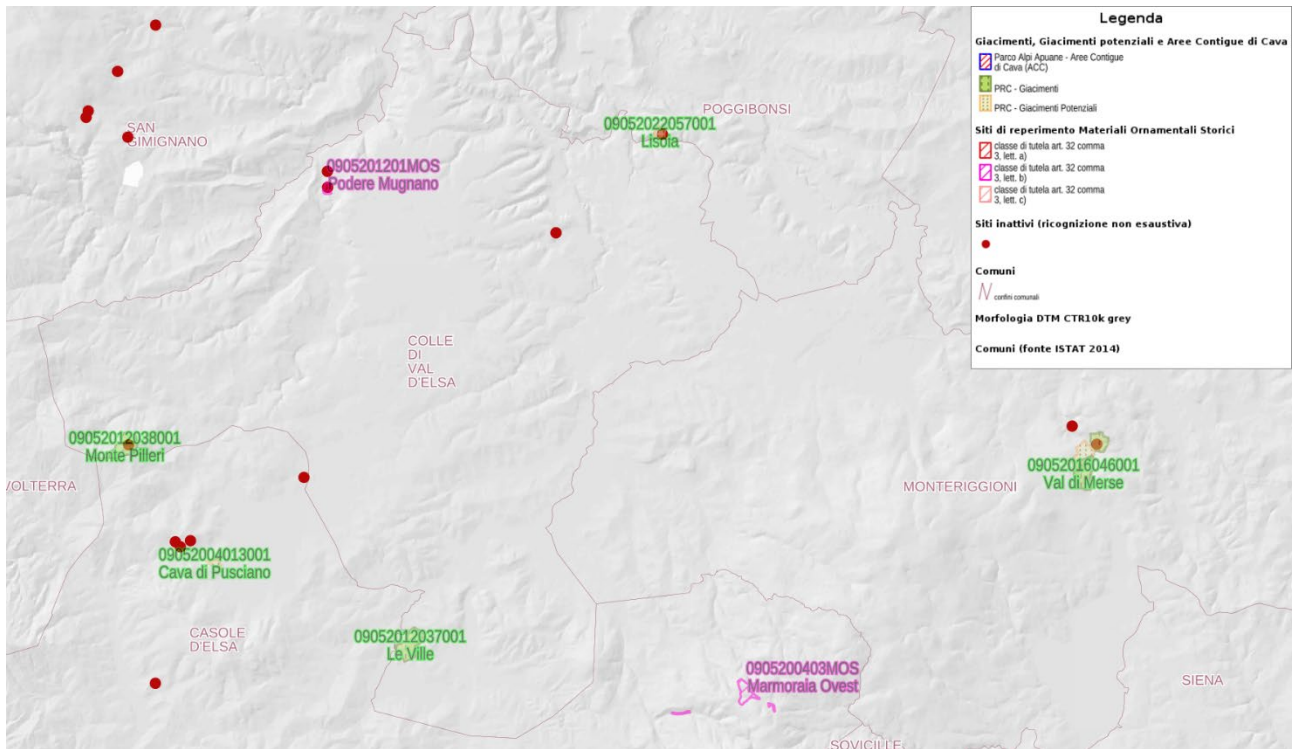 SAN
GIMIGNANO
0905201201MOS
Podere Mugnano
POGGIBONSI
09052022057001
Lisola
COLLE
DI
VAL
D'ELSA
09052012038001
Monte Pilleri
VOLTERRA
09052004013001
Cava di Pusciano
CASOLE
D'ELSA
09052012037001
Le Ville
MONTERIGGIONI
09052016046001
Val di Merse
0905200403MOS
Marmoraia Ovest
SIENA
SOVICILLE
Legenda
Giacimenti, Giacimenti potenziali e Aree Contigue di Cava
Parco Alpi Apuane - Aree Contigue
di Cava (ACC)
PRC - Giacimenti
PRC - Giacimenti Potenziali
Siti di reperimento Materiali Ornamentali Storici
classe di tutela art. 32 comma
3, lett. a)
classe di tutela art. 32 comma
3, lett. b)
classe di tutela art. 32 comma
3, lett. c)
Siti inattivi (ricognizione non esaustiva)
Comuni
confini comunali
Morfologia DTM CTR10k grey
Comuni (fonte ISTAT 2014)